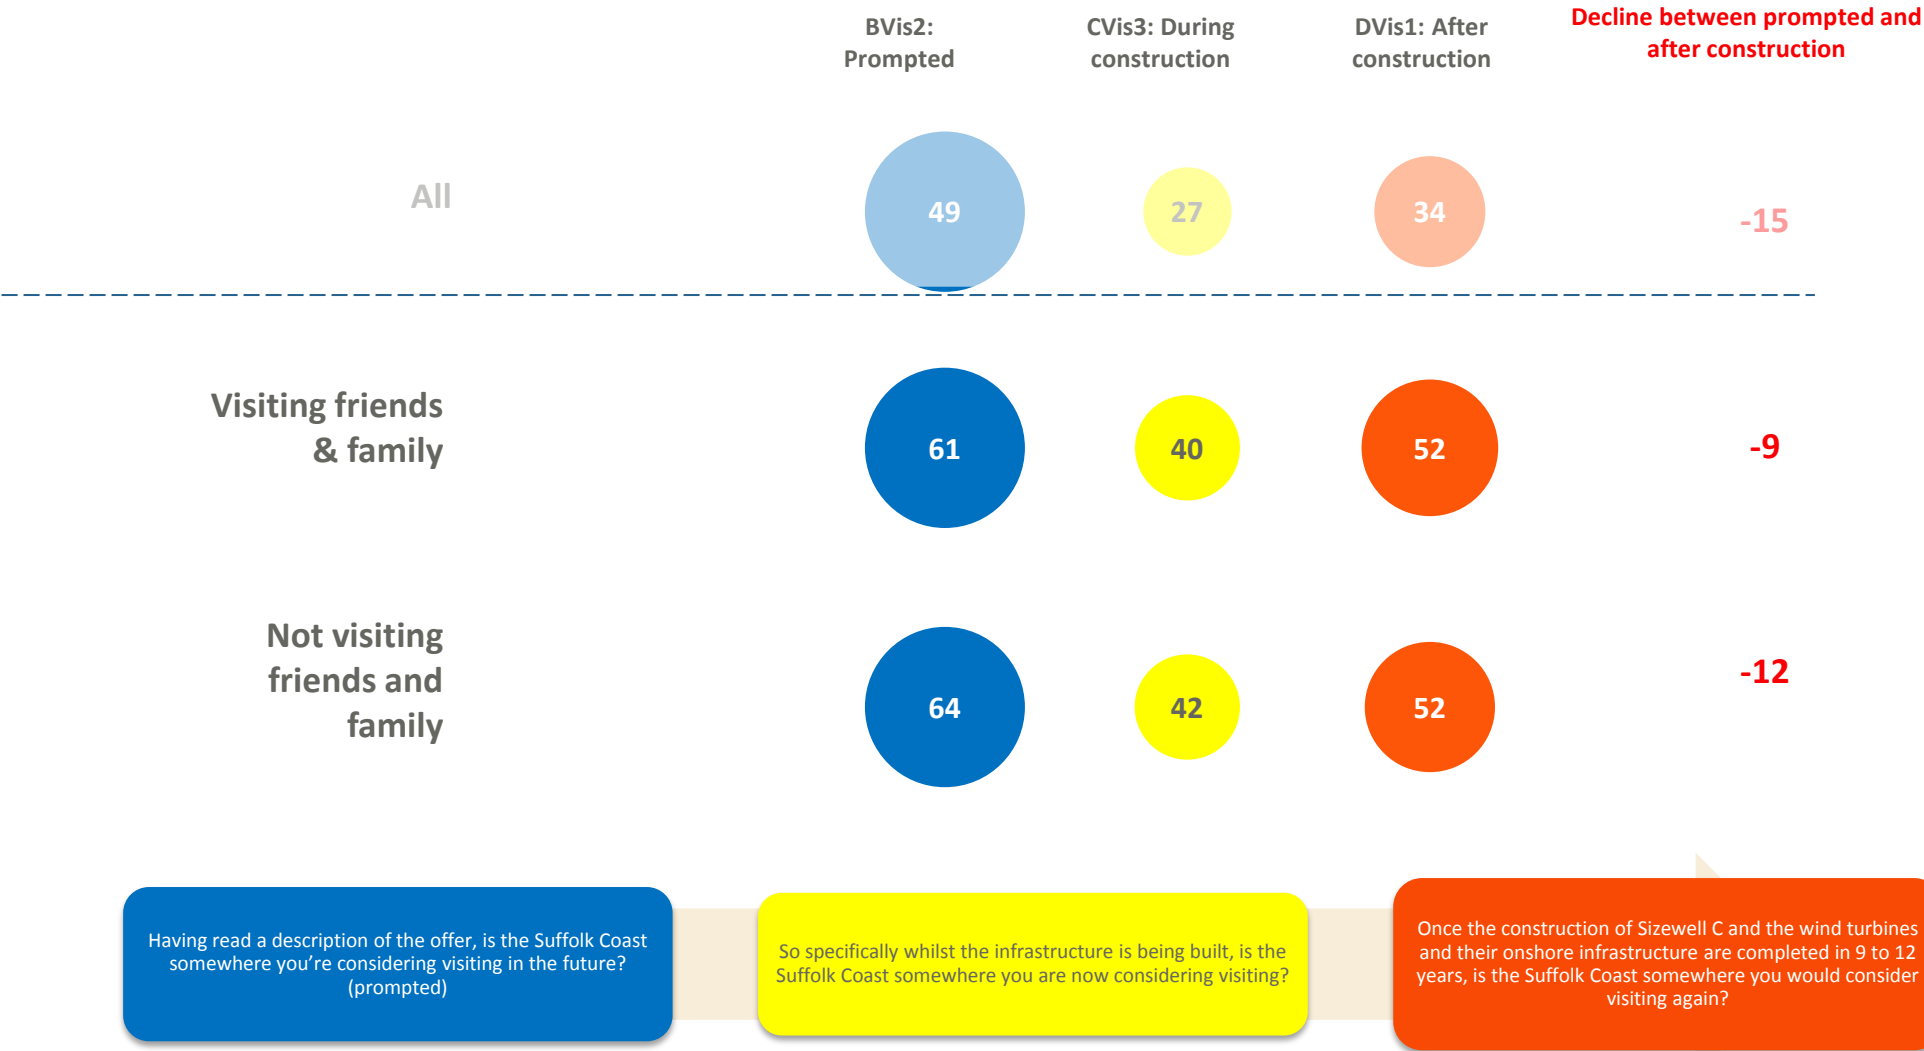 BVis2:
Prompted
CVis3: During
construction
DVis1: After
construction
Decline between prompted and
after construction
All
49
27
34
-15
Visiting friends
& family
61
40
52
-9
Not visiting
friends and
family
64
42
52
-12
Having read a description of the offer, is the Suffolk Coast
somewhere you’re considering visiting in the future?
(prompted)
So specifically whilst the infrastructure is being built, is the
Suffolk Coast somewhere you are now considering visiting?
Once the construction of Sizewell C and the wind turbines
and their onshore infrastructure are completed in 9 to 12
years, is the Suffolk Coast somewhere you would consider
visiting again?